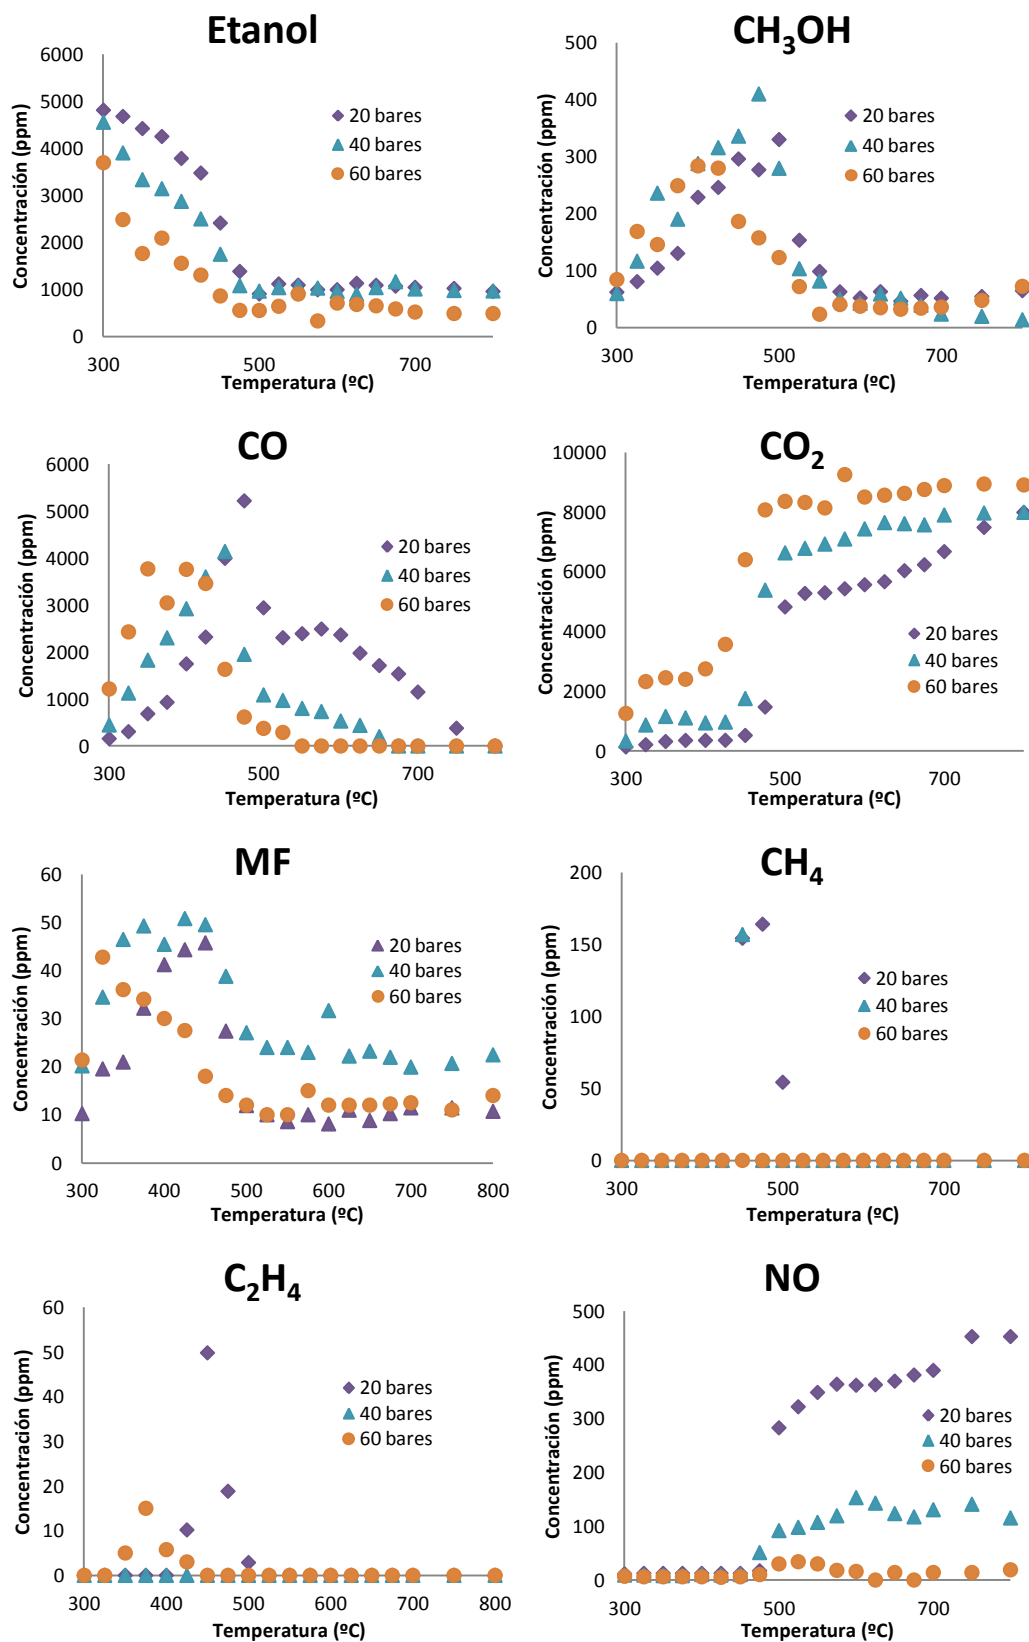 Etanol
6000
5000
4000
3000
2000
1000
0
300
500
700
Concentración (ppm)
Temperatura (ºC)
20 bares
40 bares
60 bares
CH₃OH
500
400
300
200
100
0
300
500
700
Concentración (ppm)
Temperatura (ºC)
20 bares
40 bares
60 bares
CO
6000
5000
4000
3000
2000
1000
0
300
500
700
Concentración (ppm)
Temperatura (ºC)
20 bares
40 bares
60 bares
CO₂
10000
8000
6000
4000
2000
0
300
500
700
Concentración (ppm)
Temperatura (ºC)
20 bares
40 bares
60 bares
MF
60
50
40
30
20
10
0
300 400 500 600 700 800
Concentración (ppm)
Temperatura (ºC)
20 bares
40 bares
60 bares
CH₄
200
150
100
50
0
300
500
700
Concentración (ppm)
Temperatura (ºC)
20 bares
40 bares
60 bares
C₂H₄
60
50
40
30
20
10
0
300 400 500 600 700 800
Concentración (ppm)
Temperatura (ºC)
20 bares
40 bares
60 bares
NO
500
400
300
200
100
0
300
500
700
Concentración (ppm)
Temperatura (ºC)
20 bares
40 bares
60 bares